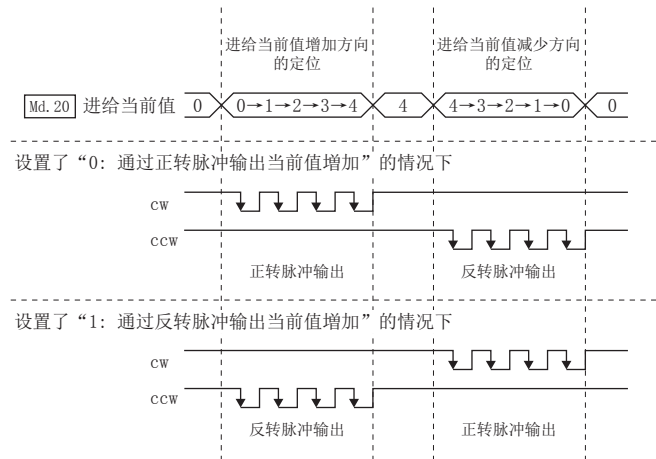 进给当前值增加方向
的定位
进给当前值减少方向
的定位
Md.20 进给当前值 0 0→1→2→3→4 4 4→3→2→1→0 0
设置了“0: 通过正转脉冲输出当前值增加”的情况下
CW
CCW
正转脉冲输出 反转脉冲输出
设置了“1: 通过反转脉冲输出当前值增加”的情况下
CW
CCW
反转脉冲输出 正转脉冲输出